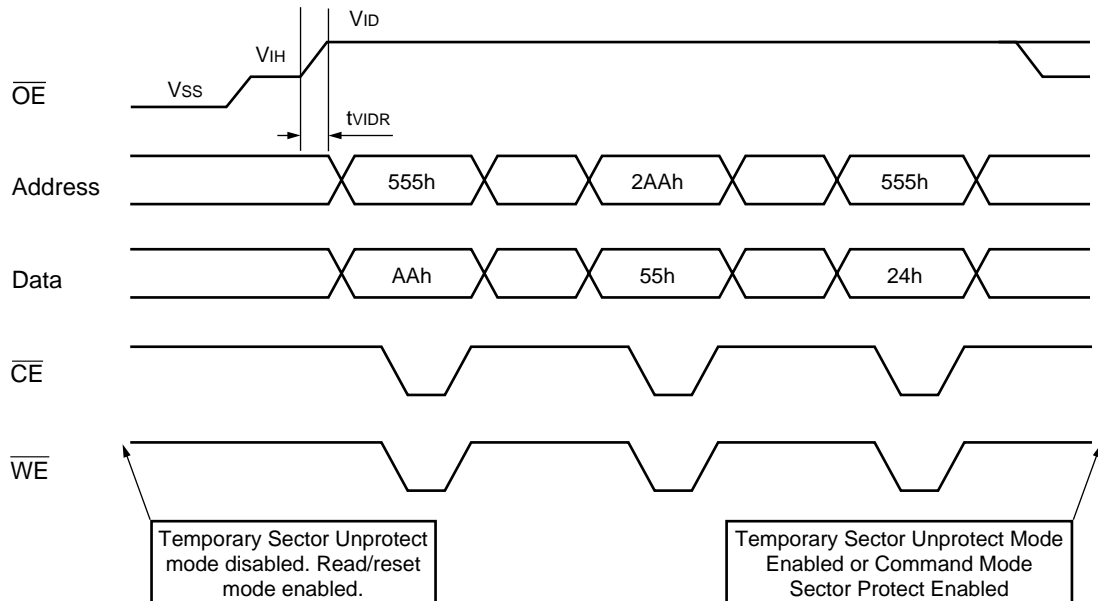 VID
VIH
OE
VSS
tVIDR
Address
555h
2AAh
555h
Data
AAh
55h
24h
CE
WE
Temporary Sector Unprotect
mode disabled. Read/reset
mode enabled.
Temporary Sector Unprotect Mode
Enabled or Command Mode
Sector Protect Enabled